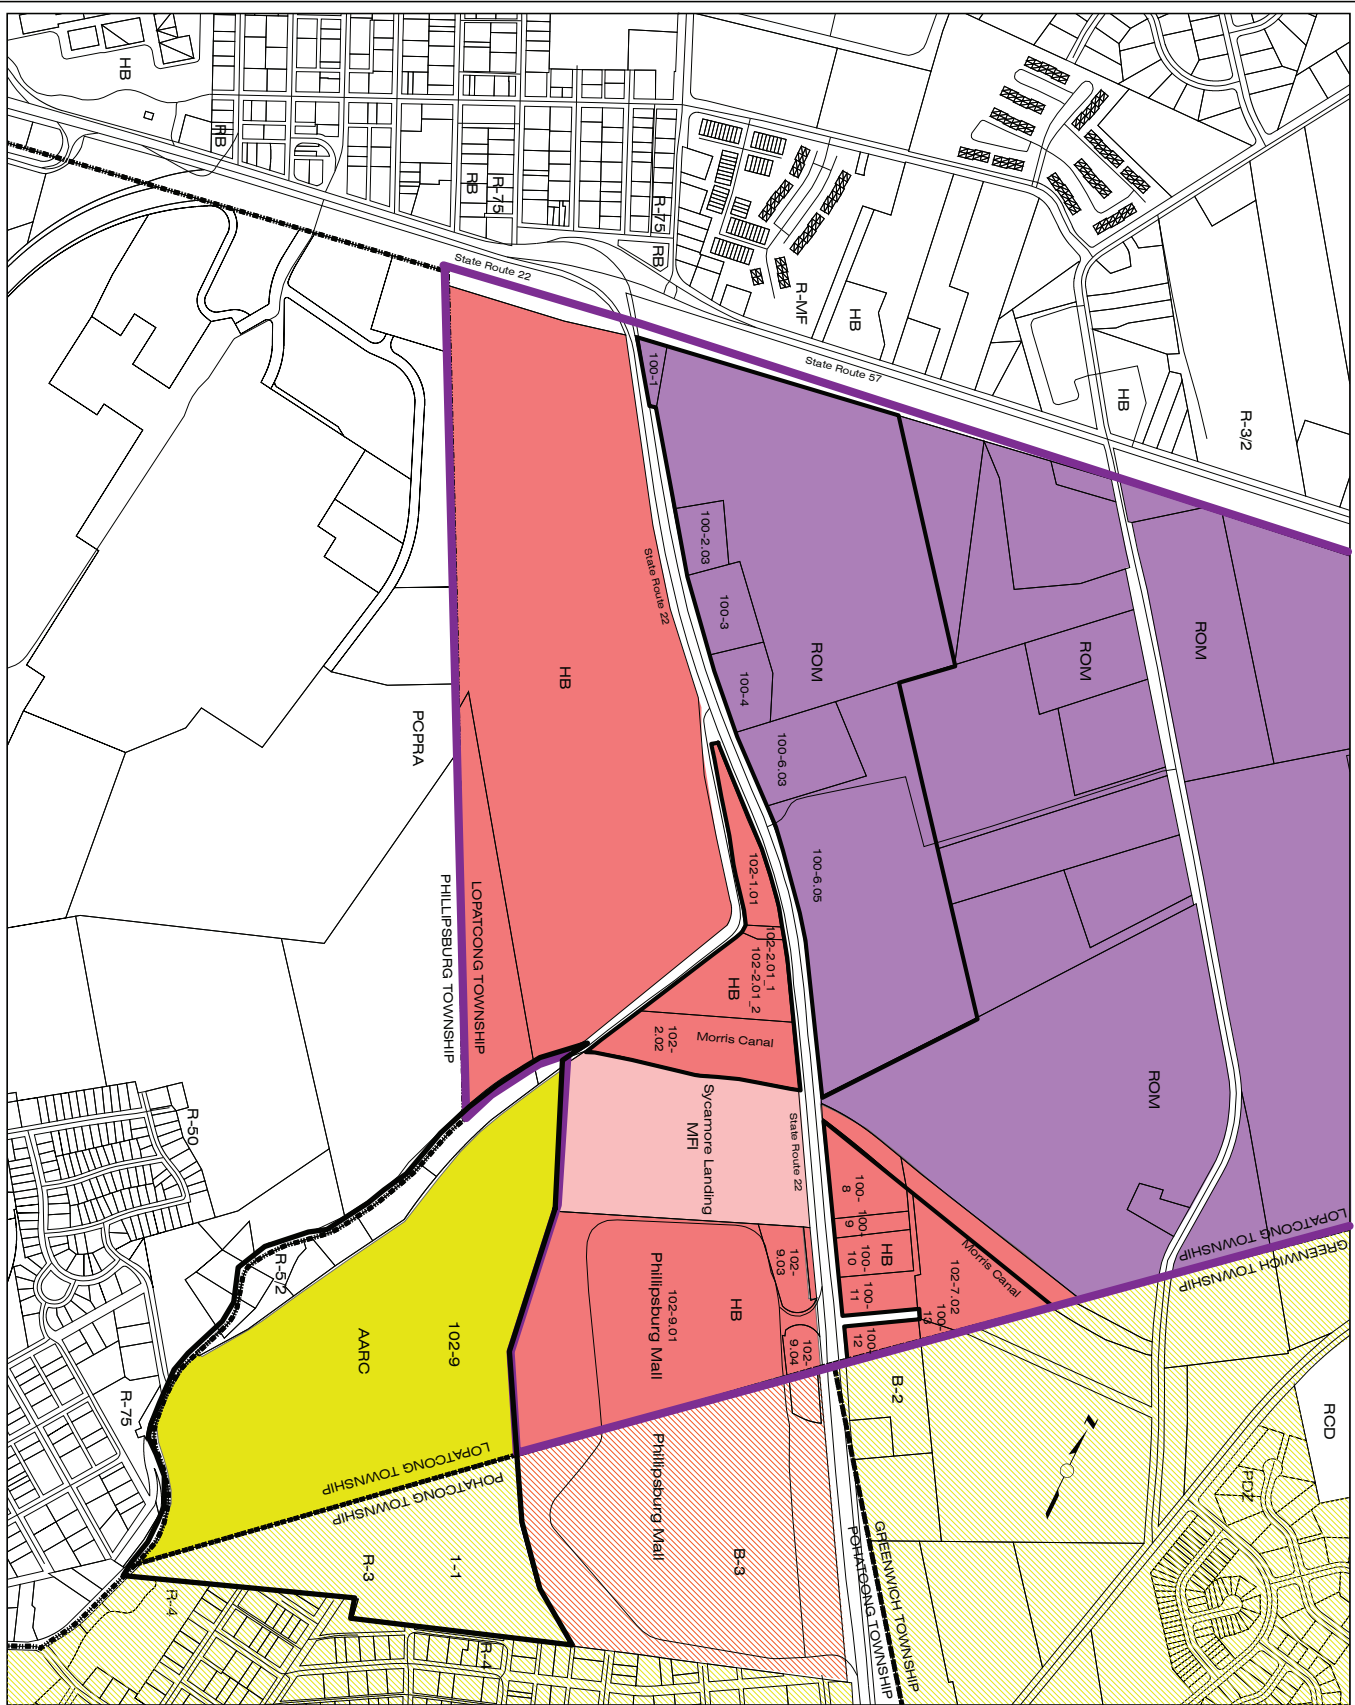 HB
RB
R-75
RB
R-75
RB
R-MF
HB
HB
R-3/2
State Route 22
State Route 57
100-1
100-2.03
100-3
100-4
100-6.03
100-6.05
ROM
ROM
ROM
ROM
State Route 22
HB
PCPRA
LOPATCONG TOWNSHIP
PHILLIPSBURG TOWNSHIP
102-1.01
102-2.01_1
102-2.01_2
HB
102-
2.02
Morris Canal
Sycamore Landing
MFI
State Route 22
100-
8
100-
9
100-
10
HB
100-
11
100-
12
100-
13
102-7.02
Morris Canal
LOPATCONG TOWNSHIP
GREENWICH TOWNSHIP
102-
9.03
102-
9.04
HB
102-9.01
Phillipsburg Mall
Phillipsburg Mall
B-3
B-2
RCD
PDZ
GREENWICH TOWNSHIP
POHATCONG TOWNSHIP
R-50
R-5/2
R-75
102-9
AARC
LOPATCONG TOWNSHIP
POHATCONG TOWNSHIP
1-1
R-3
R-4
R-4
N